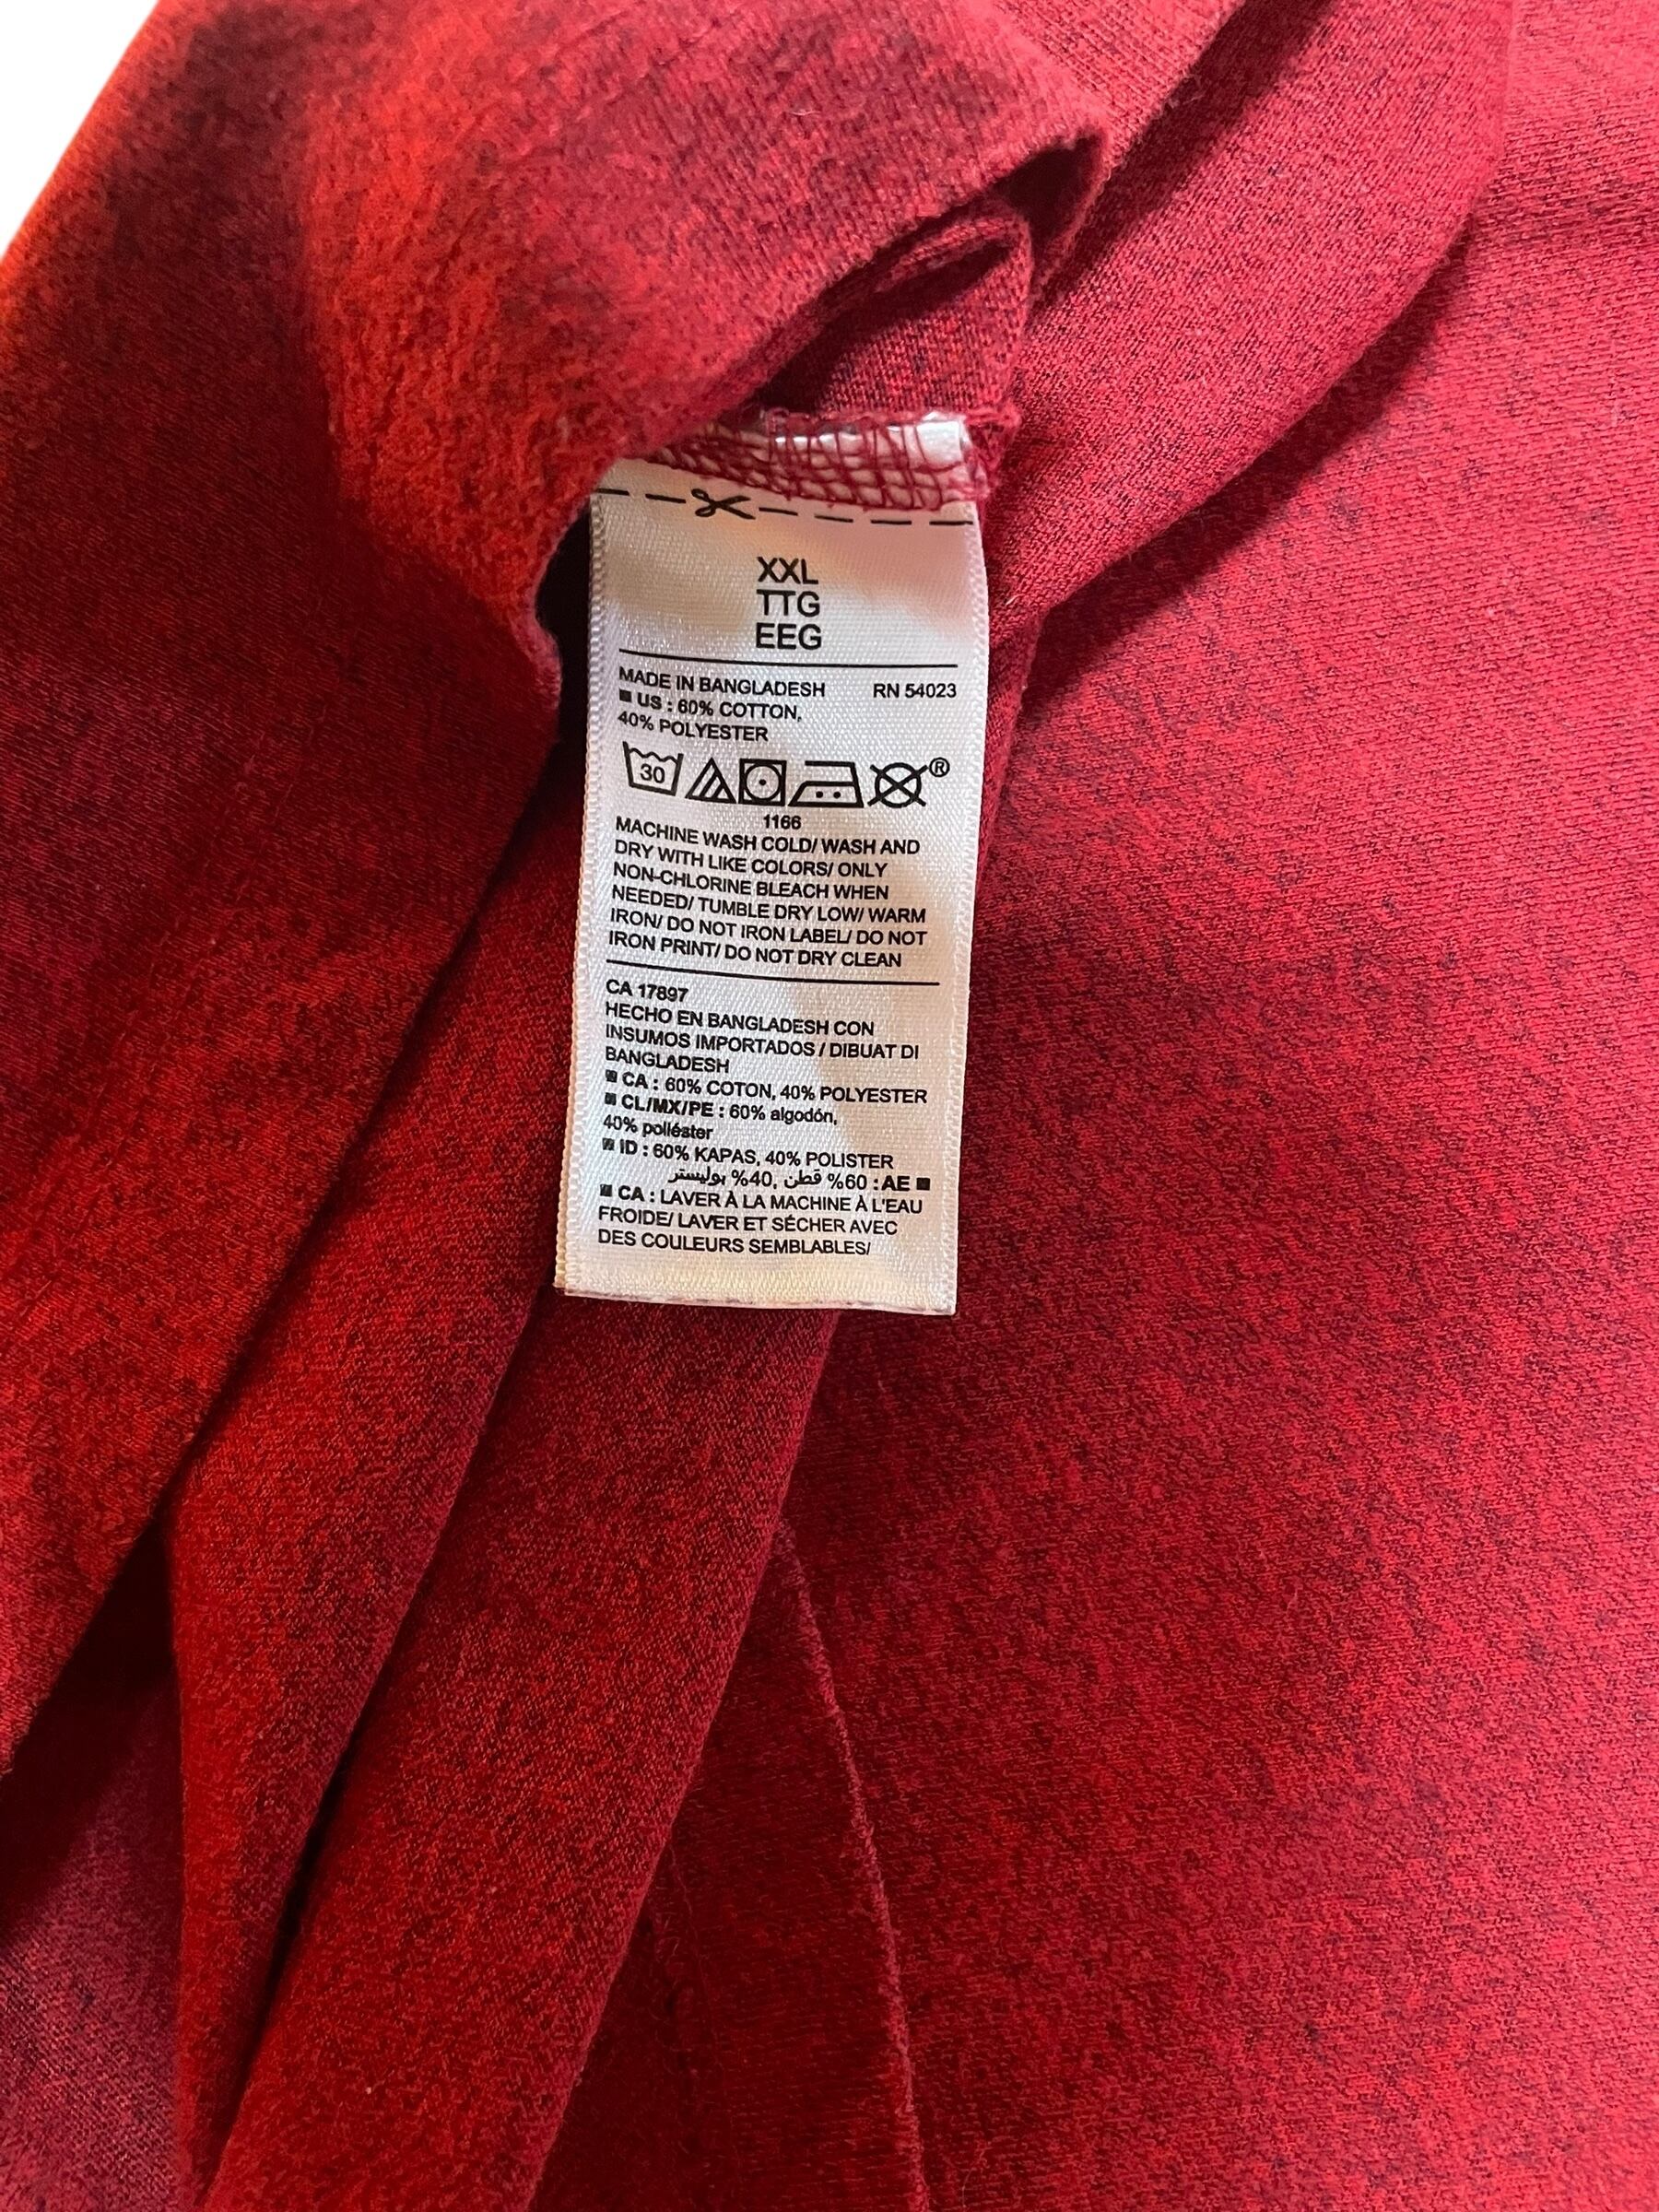 XXL
TTG
EEG
MADE IN BANGLADESH RN 54023
■ US : 60% COTTON,
40% POLYESTER
30 ®
1166
MACHINE WASH COLD/ WASH AND
DRY WITH LIKE COLORS/ ONLY
NON-CHLORINE BLEACH WHEN
NEEDED/ TUMBLE DRY LOW/ WARM
IRON/ DO NOT IRON LABEL/ DO NOT
IRON PRINT/ DO NOT DRY CLEAN
CA 17897
HECHO EN BANGLADESH CON
INSUMOS IMPORTADOS / DIBUAT DI
BANGLADESH
■ CA : 60% COTON, 40% POLYESTER
■ CL/MX/PE : 60% algodón,
40% poliéster
■ ID : 60% KAPAS, 40% POLISTER
■ AE: 60% قطن, 40% بوليستر
■ CA : LAVER À LA MACHINE À L'EAU
FROIDE/ LAVER ET SÉCHER AVEC
DES COULEURS SEMBLABLES/